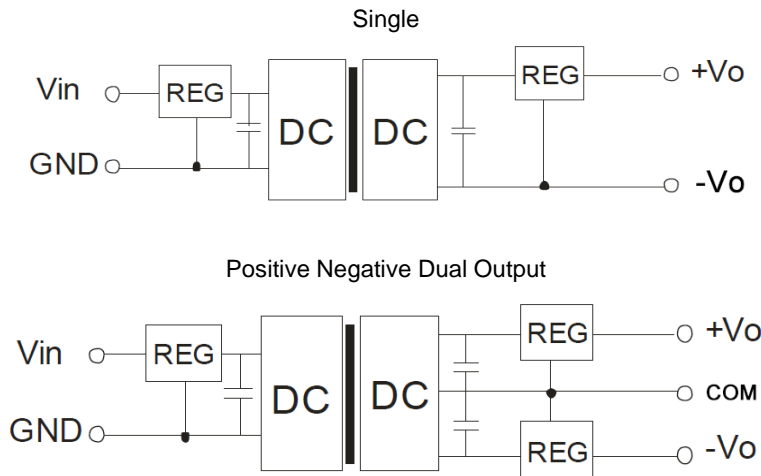 Single
Vin
REG
DC
DC
REG
+Vo
GND
-Vo
Positive Negative Dual Output
Vin
REG
DC
DC
REG
+Vo
COM
GND
REG
-Vo